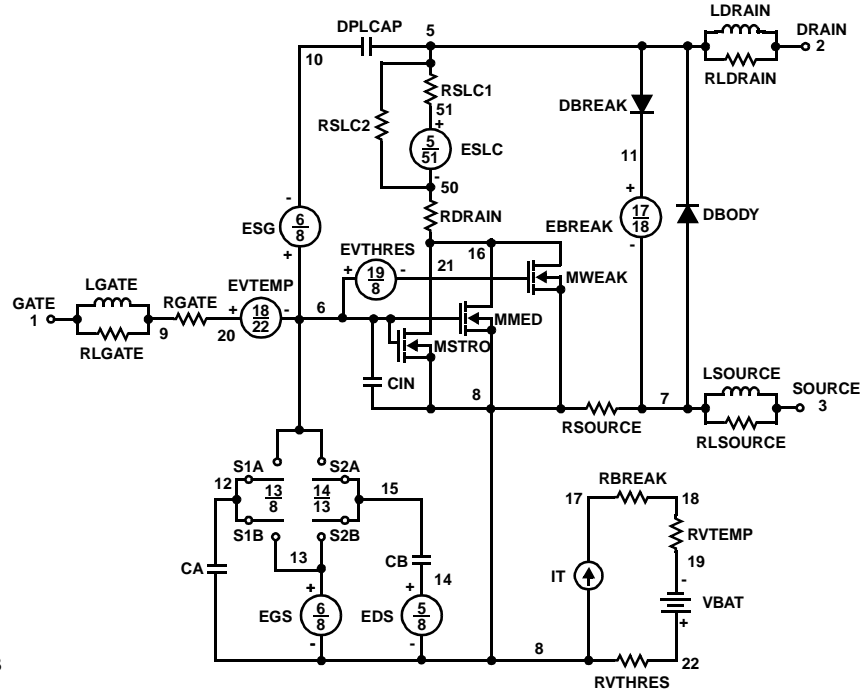 LDRAIN
DPLCAP 5 DRAIN
10 2
RLDRAIN
RSLC1
51 DBREAK
RSLC2 +
5
51 ESLC
11
- 50
- +
6
8 17
18
ESG RDRAIN EBREAK DBODY
+ EVTHRES 16 -
+ 19
8 - 21 MWEAK
LGATE EVTEMP
GATE RGATE + 18
22 - 6
1 9 20 MMED
RLGATE MSTRO
CIN LSOURCE
8 7 SOURCE
3
RSOURCE
RLSOURCE
S1A S2A
12 13
8 14
13 15
S1B S2B
13
RBREAK
17 18
RVTEMP
CA CB
14 19
IT -
+ + VBAT
EGS 6
8 EDS 5
8 +
- - 8 22
RVTHRES